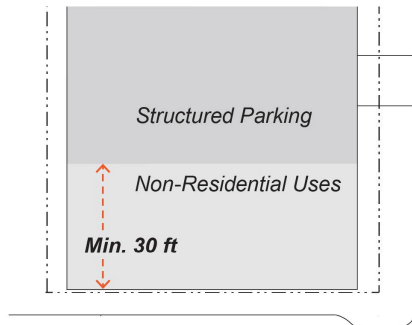 Structured Parking
Non-Residential Uses
Min. 30 ft